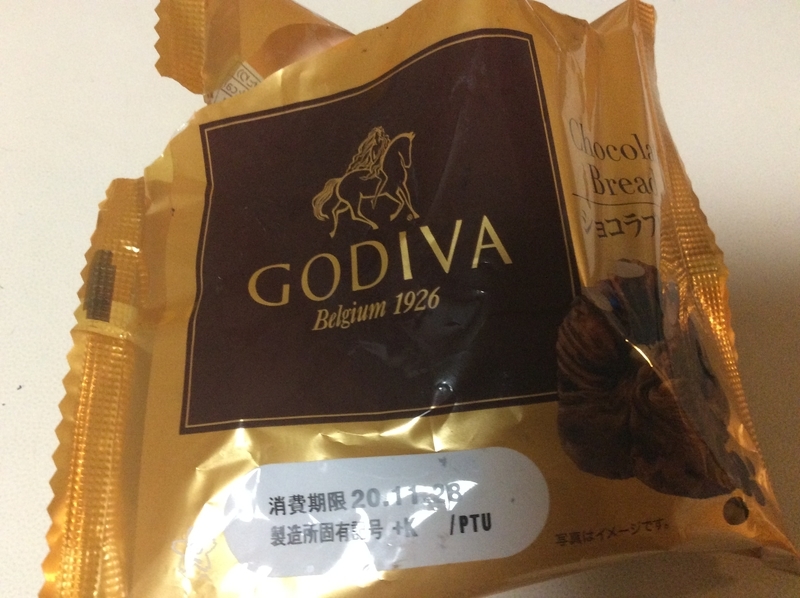 GODIVA
Belgium 1926
Chocola
Bread
ショコラブ
消費期限 20.11.28
製造所固有記号 +K /PTU
写真はイメージです。